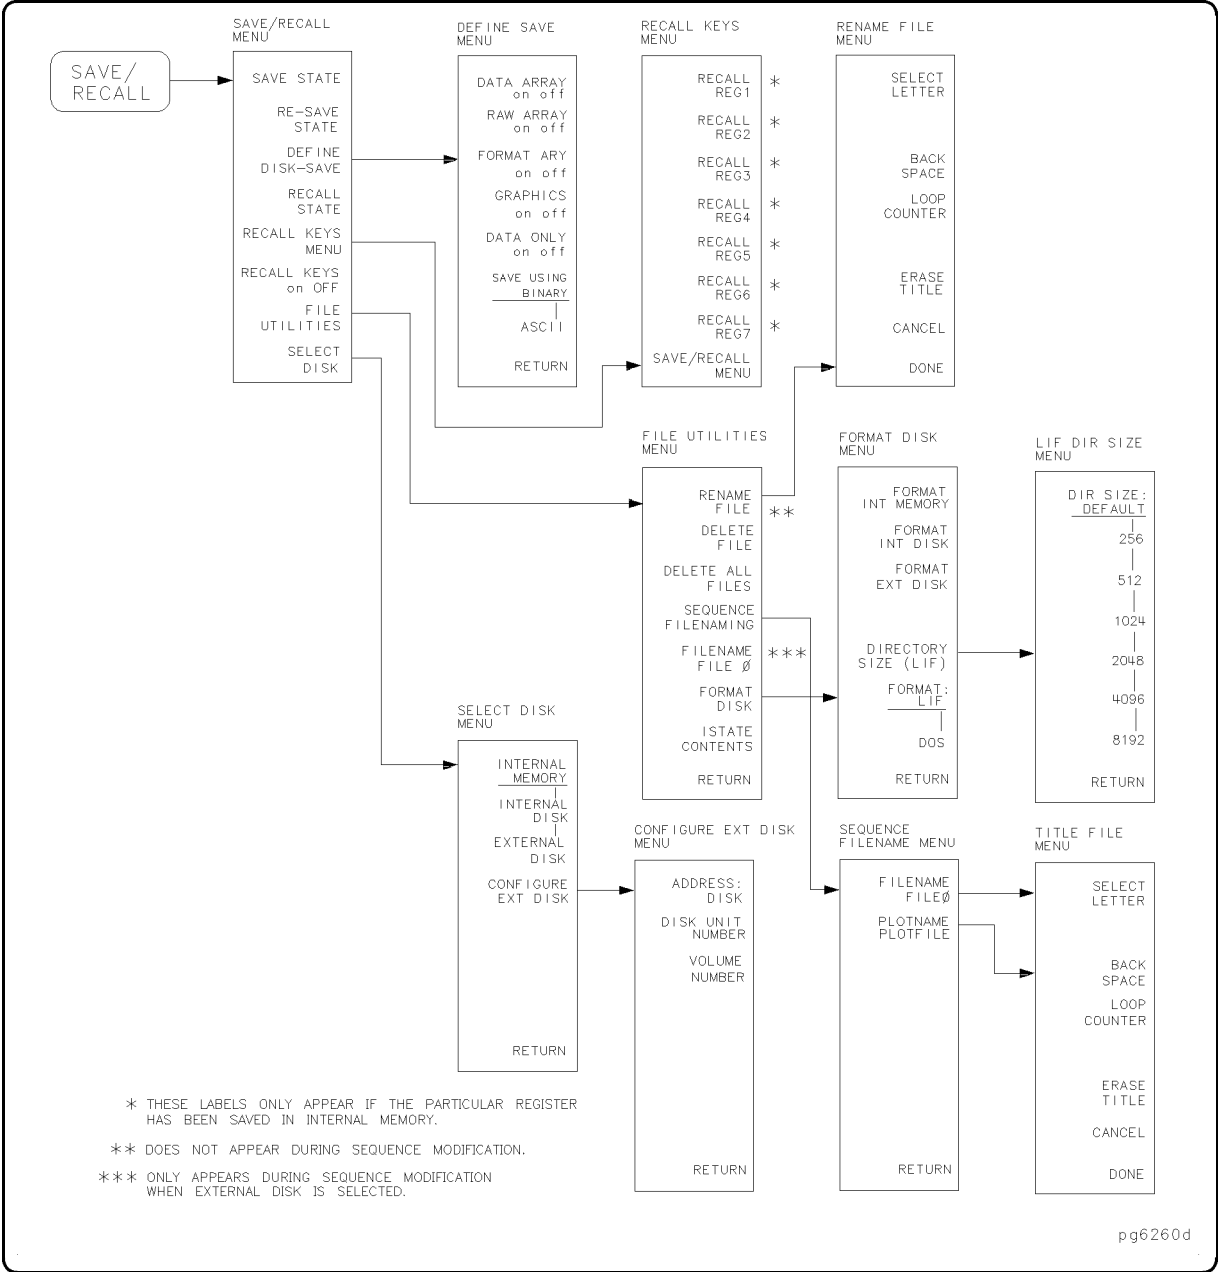 SAVE/
RECALL
SAVE/RECALL
MENU
SAVE STATE
RE-SAVE
STATE
DEFINE
DISK-SAVE
RECALL
STATE
RECALL KEYS
MENU
RECALL KEYS
on OFF
FILE
UTILITIES
SELECT
DISK
DEFINE SAVE
MENU
DATA ARRAY
on off
RAW ARRAY
on off
FORMAT ARY
on off
GRAPHICS
on off
DATA ONLY
on off
SAVE USING
BINARY
ASCII
RETURN
RECALL KEYS
MENU
RECALL *
REG1
RECALL *
REG2
RECALL *
REG3
RECALL *
REG4
RECALL *
REG5
RECALL *
REG6
RECALL *
REG7
SAVE/RECALL
MENU
RENAME FILE
MENU
SELECT
LETTER
BACK
SPACE
LOOP
COUNTER
ERASE
TITLE
CANCEL
DONE
FILE UTILITIES
MENU
RENAME
FILE **
DELETE
FILE
DELETE ALL
FILES
SEQUENCE
FILENAMING
FILENAME ***
FILE Ø
FORMAT
DISK
ISTATE
CONTENTS
RETURN
FORMAT DISK
MENU
FORMAT
INT MEMORY
FORMAT
INT DISK
FORMAT
EXT DISK
DIRECTORY
SIZE (LIF)
FORMAT:
LIF
DOS
RETURN
LIF DIR SIZE
MENU
DIR SIZE:
DEFAULT
256
512
1024
2048
4096
8192
RETURN
SELECT DISK
MENU
INTERNAL
MEMORY
INTERNAL
DISK
EXTERNAL
DISK
CONFIGURE
EXT DISK
RETURN
CONFIGURE EXT DISK
MENU
ADDRESS:
DISK
DISK UNIT
NUMBER
VOLUME
NUMBER
RETURN
SEQUENCE
FILENAME MENU
FILENAME
FILEØ
PLOTNAME
PLOTFILE
RETURN
TITLE FILE
MENU
SELECT
LETTER
BACK
SPACE
LOOP
COUNTER
ERASE
TITLE
CANCEL
DONE
* THESE LABELS ONLY APPEAR IF THE PARTICULAR REGISTER
HAS BEEN SAVED IN INTERNAL MEMORY.
** DOES NOT APPEAR DURING SEQUENCE MODIFICATION.
*** ONLY APPEARS DURING SEQUENCE MODIFICATION
WHEN EXTERNAL DISK IS SELECTED.
pg6260d